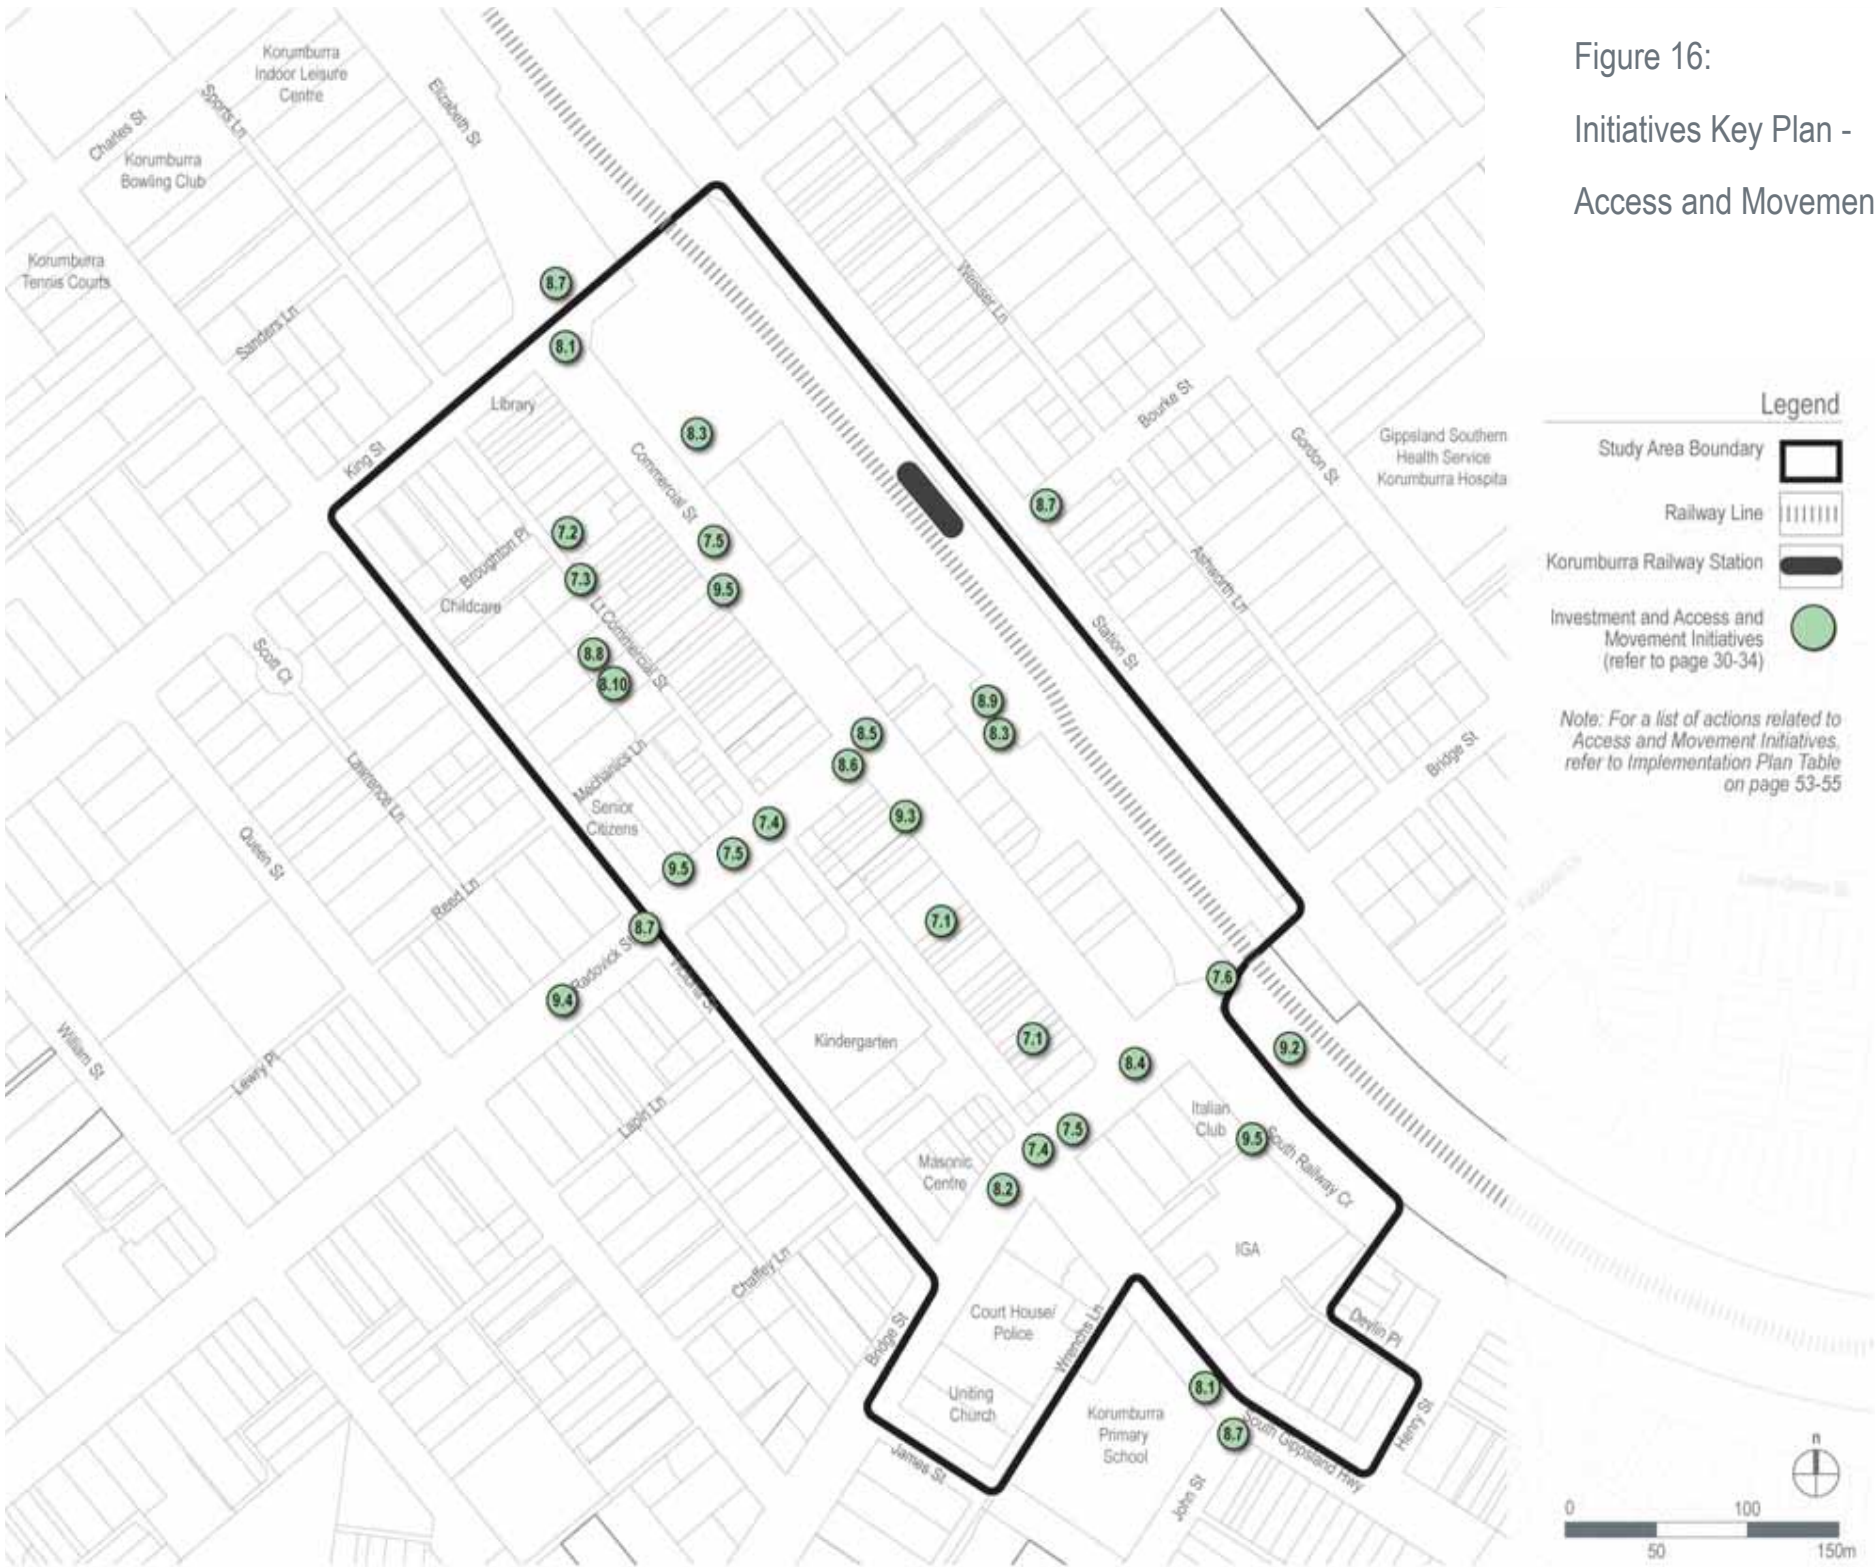 Figure 16:
Initiatives Key Plan -
Access and Movemen
Korumburra
Indoor Leisure
Centre
Elizabeth St
Sports Ln
Charles St
Korumburra
Bowling Club
Korumburra
Tennis Courts
Sanders Ln
8.7
8.1
Wasser Ln
Library
8.3
King St
Commercial St
Bourke St
Gordon St
Gippsland Southern
Health Service
Korumburra Hospita
8.7
7.2
7.5
Broughton Pl
7.3
9.5
Childcare
Lt Commercial St
Ashworth Ln
Station St
Scott Ct
8.8
8.10
8.9
8.3
8.5
8.6
Mechanics Ln
Bridge St
Lawrence Ln
Senior
Citizens
7.4
9.3
7.5
9.5
Queen St
Reed Ln
8.7
7.1
Radovick St
Victoria St
9.4
7.6
William St
Lewry Pl
Kindergarten
7.1
8.4
9.2
Lapin Ln
Italian
Club
9.5
South Railway Cr
7.5
7.4
Masonic
Centre
8.2
IGA
Chaffey Ln
Court House/
Police
Wrenchs Ln
Bridge St
Devlin Pl
8.1
Uniting
Church
Korumburra
Primary
School
8.7
South Gippsland Hwy
Henry St
James St
John St
Legend
Study Area Boundary
Railway Line
Korumburra Railway Station
Investment and Access and
Movement Initiatives
(refer to page 30-34)
Note: For a list of actions related to
Access and Movement Initiatives,
refer to Implementation Plan Table
on page 53-55
n
0
100
50
150m